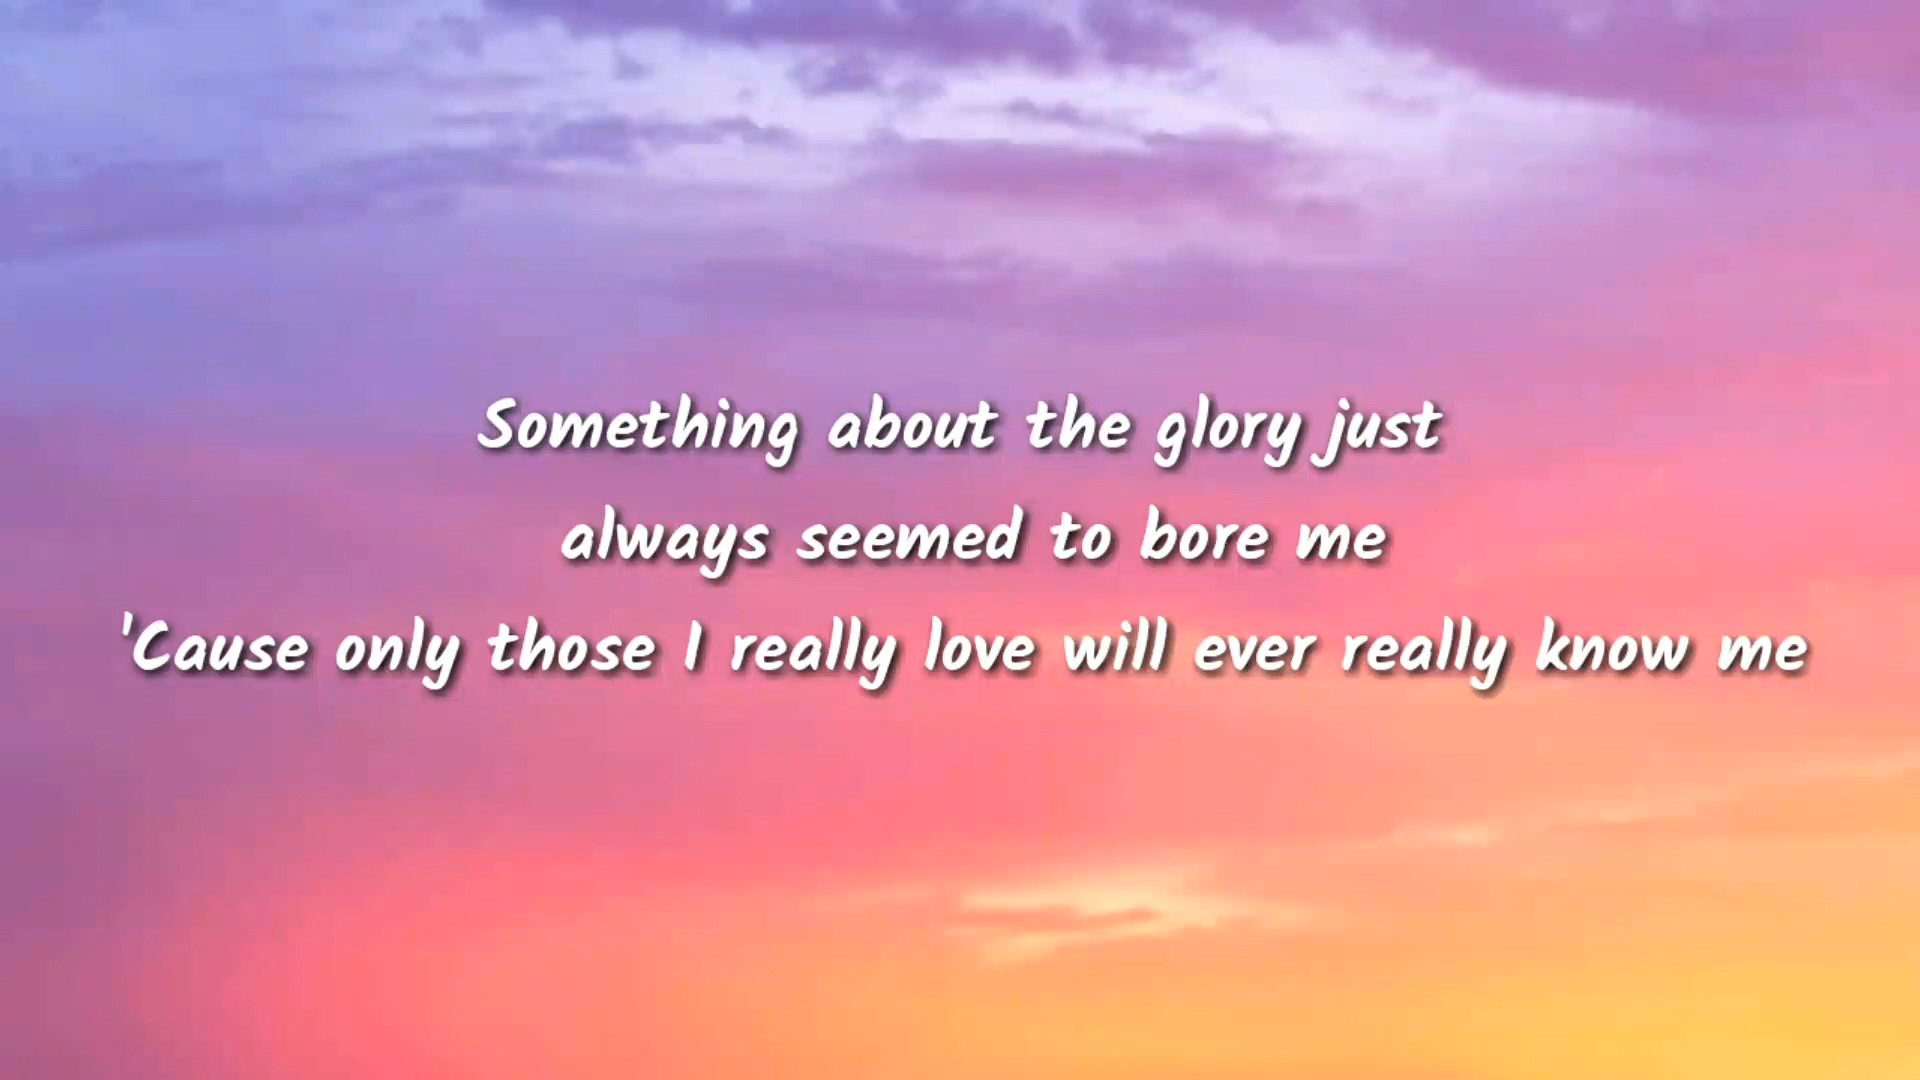 Something about the glory just
always seemed to bore me
'Cause only those I really love will ever really know me